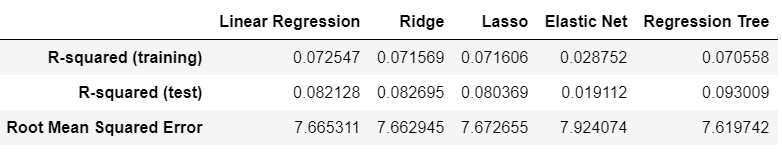 Linear Regression Ridge Lasso Elastic Net Regression Tree
R-squared (training) 0.072547 0.071569 0.071606 0.028752 0.070558
R-squared (test) 0.082128 0.082695 0.080369 0.019112 0.093009
Root Mean Squared Error 7.665311 7.662945 7.672655 7.924074 7.619742